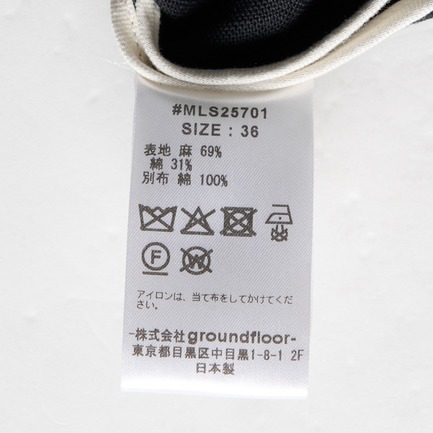 #MLS25701
SIZE : 36
表地 麻 69%
綿 31%
別布 綿 100%
F
W
アイロンは、当て布をしてかけてくだ
さい。
-株式会社groundfloor-
東京都目黒区中目黒1-8-1 2F
日本製